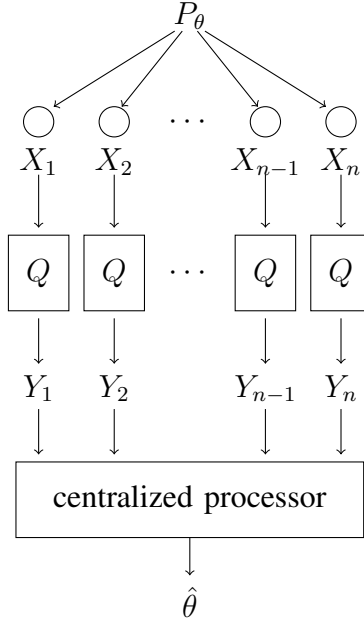 P_θ
⋯
X_1 X_2 X_{n−1} X_n
Q Q ⋯ Q Q
Y_1 Y_2 Y_{n−1} Y_n
centralized processor
θ̂